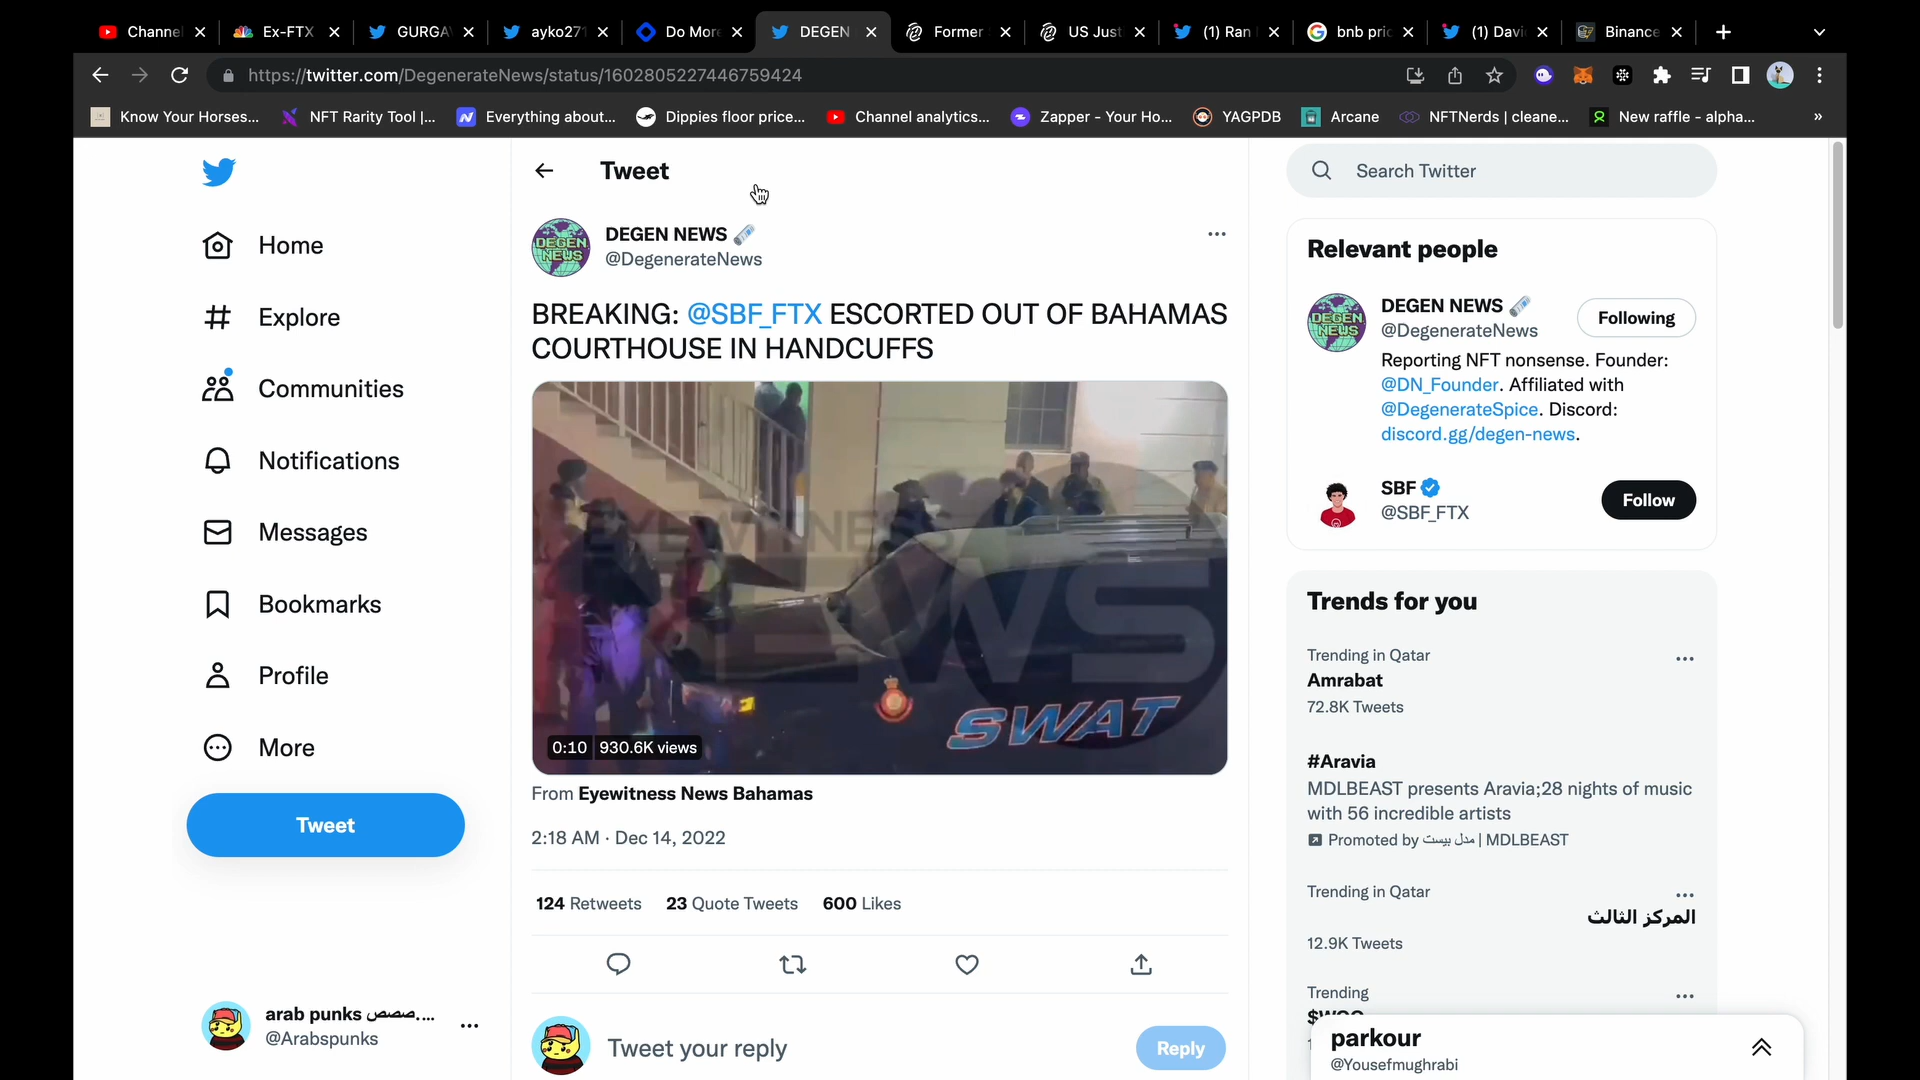 Channel
Ex-FTX
GURGA
ayko271
Do More
DEGEN
Former
US Just
(1) Ran
bnb pric
(1) Davi
Binance
https://twitter.com/DegenerateNews/status/1602805227446759424
Know Your Horses...
NFT Rarity Tool |...
Everything about...
Dippies floor price...
Channel analytics...
Zapper - Your Ho...
YAGPDB
Arcane
NFTNerds | cleane...
New raffle - alpha...
»
Home
Explore
Communities
Notifications
Messages
Bookmarks
Profile
More
Tweet
arab punks صصص....
@Arabspunks
Tweet
DEGEN NEWS
@DegenerateNews
BREAKING: @SBF_FTX ESCORTED OUT OF BAHAMAS
COURTHOUSE IN HANDCUFFS
DEGEN
NEWS
EYEWITNESS
NEWS
SWAT
0:10 930.6K views
From Eyewitness News Bahamas
2:18 AM · Dec 14, 2022
124 Retweets 23 Quote Tweets 600 Likes
Tweet your reply
Reply
Search Twitter
Relevant people
DEGEN
NEWS
DEGEN NEWS
@DegenerateNews
Following
Reporting NFT nonsense. Founder:
@DN_Founder. Affiliated with
@DegenerateSpice. Discord:
discord.gg/degen-news.
SBF
@SBF_FTX
Follow
Trends for you
Trending in Qatar
Amrabat
72.8K Tweets
#Aravia
MDLBEAST presents Aravia;28 nights of music
with 56 incredible artists
Promoted by مدل بيست | MDLBEAST
Trending in Qatar
المركز الثالث
12.9K Tweets
Trending
parkour
@Yousefmughrabi